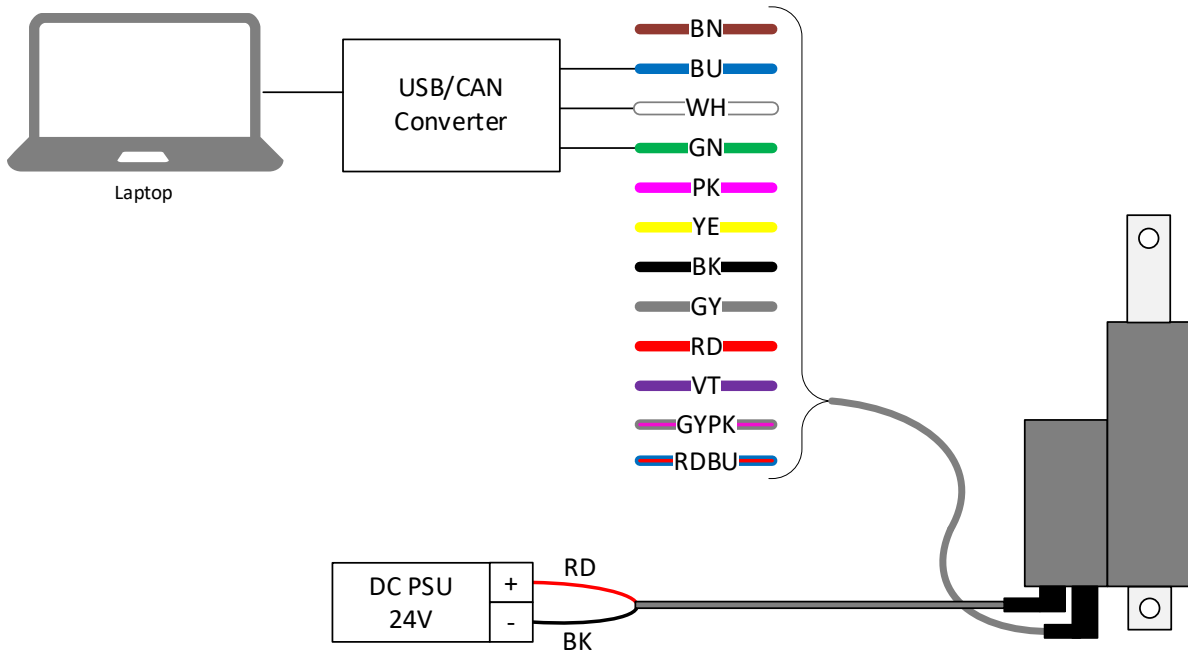 BN
BU
USB/CAN
Converter
WH
GN
PK
Laptop
YE
BK
GY
RD
VT
GYPK
RDBU
RD
DC PSU
24V
+
-
BK